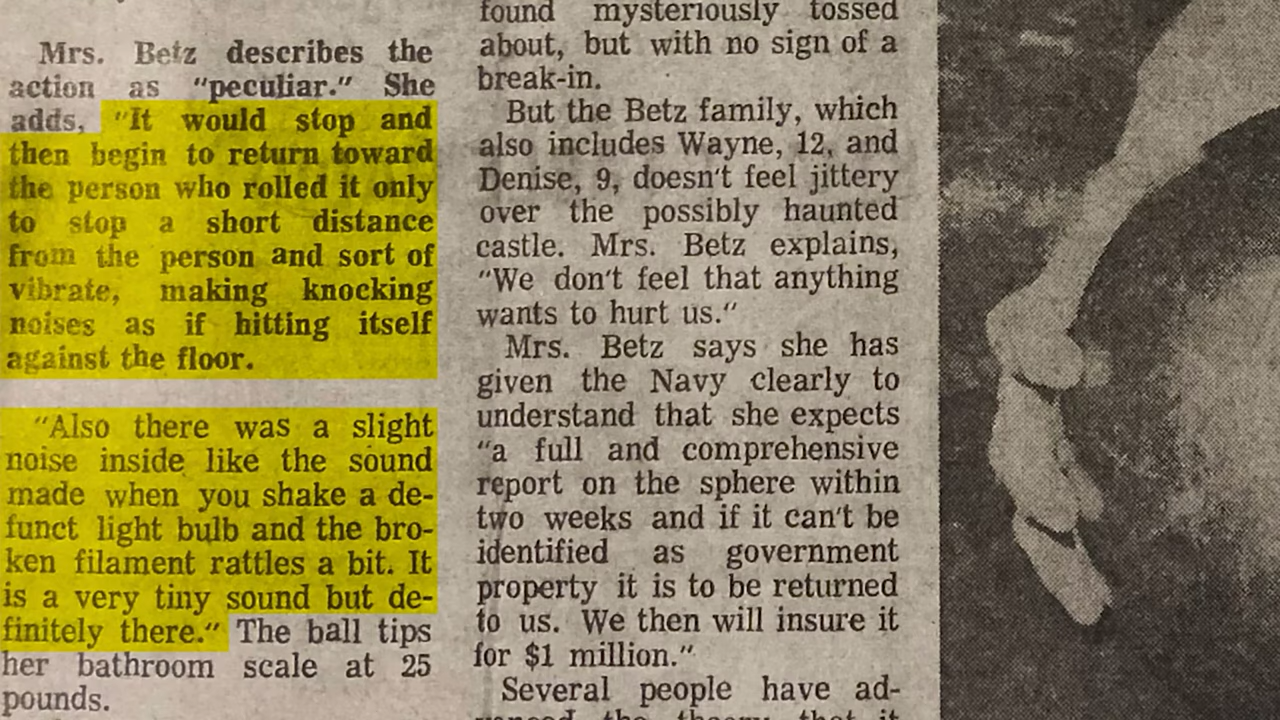 Mrs. Betz describes the
action as "peculiar." She
adds, "It would stop and
then begin to return toward
the person who rolled it only
to stop a short distance
from the person and sort of
vibrate, making knocking
noises as if hitting itself
against the floor.
"Also there was a slight
noise inside like the sound
made when you shake a de-
funct light bulb and the bro-
ken filament rattles a bit. It
is a very tiny sound but de-
finitely there." The ball tips
her bathroom scale at 25
pounds.
found mysteriously tossed
about, but with no sign of a
break-in.
But the Betz family, which
also includes Wayne, 12, and
Denise, 9, doesn't feel jittery
over the possibly haunted
castle. Mrs. Betz explains,
"We don't feel that anything
wants to hurt us."
Mrs. Betz says she has
given the Navy clearly to
understand that she expects
"a full and comprehensive
report on the sphere within
two weeks and if it can't be
identified as government
property it is to be returned
to us. We then will insure it
for $1 million."
Several people have ad-
vanced the theory that it